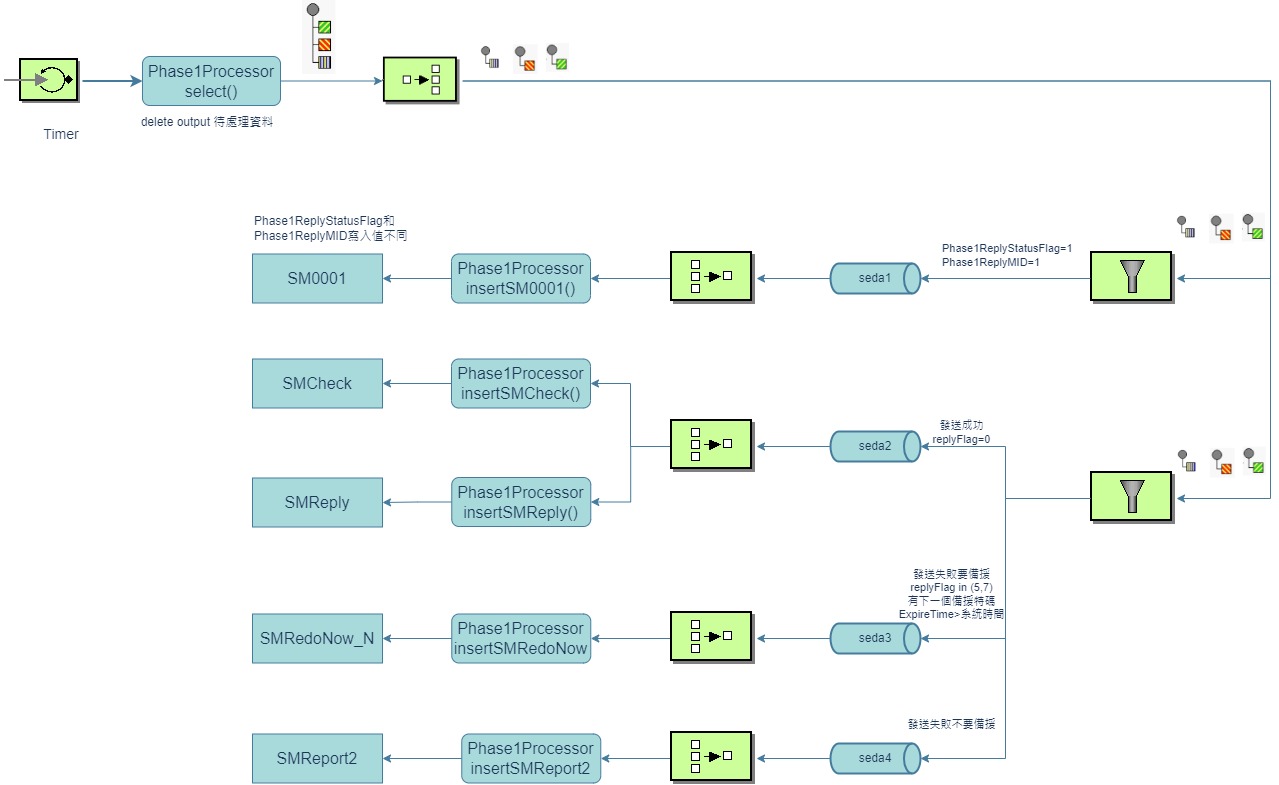 Phase1Processor
select()
Timer
delete output 待處理資料
Phase1ReplyStatusFlag和
Phase1ReplyMID寫入值不同
SM0001
Phase1Processor
insertSM0001()
seda1
Phase1ReplyStatusFlag=1
Phase1ReplyMID=1
SMCheck
Phase1Processor
insertSMCheck()
seda2
發送成功
replyFlag=0
SMReply
Phase1Processor
insertSMReply()
發送失敗要備援
replyFlag in (5,7)
有下一個備援特碼
ExpireTime>系統時間
SMRedoNow_N
Phase1Processor
insertSMRedoNow
seda3
發送失敗不要備援
SMReport2
Phase1Processor
insertSMReport2
seda4